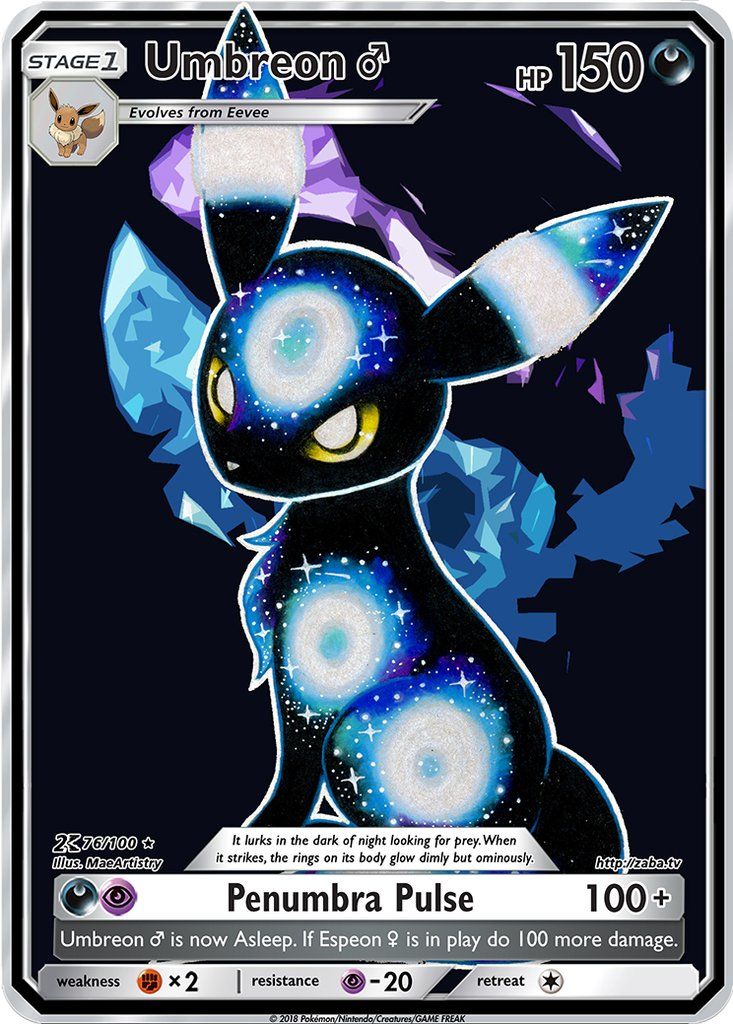 STAGE1 Umbreon ♂ HP 150
Evolves from Eevee
76/100 ★
Illus. MaeArtistry
It lurks in the dark of night looking for prey. When
it strikes, the rings on its body glow dimly but ominously.
http://zaba.tv
Penumbra Pulse 100+
Umbreon ♂ is now Asleep. If Espeon ♀ is in play do 100 more damage.
weakness ×2 resistance -20 retreat
© 2018 Pokémon/Nintendo/Creatures/GAME FREAK